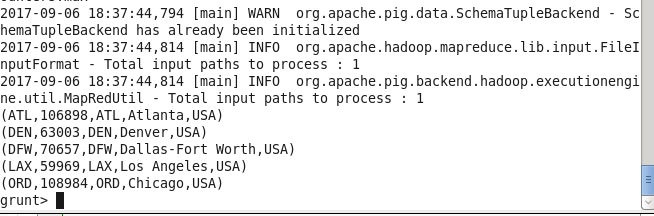 2017-09-06 18:37:44,794 [main] WARN  org.apache.pig.data.SchemaTupleBackend - Sc
hemaTupleBackend has already been initialized
2017-09-06 18:37:44,814 [main] INFO  org.apache.hadoop.mapreduce.lib.input.FileI
nputFormat - Total input paths to process : 1
2017-09-06 18:37:44,814 [main] INFO  org.apache.pig.backend.hadoop.executionengi
ne.util.MapRedUtil - Total input paths to process : 1
(ATL,106898,ATL,Atlanta,USA)
(DEN,63003,DEN,Denver,USA)
(DFW,70657,DFW,Dallas-Fort Worth,USA)
(LAX,59969,LAX,Los Angeles,USA)
(ORD,108984,ORD,Chicago,USA)
grunt>